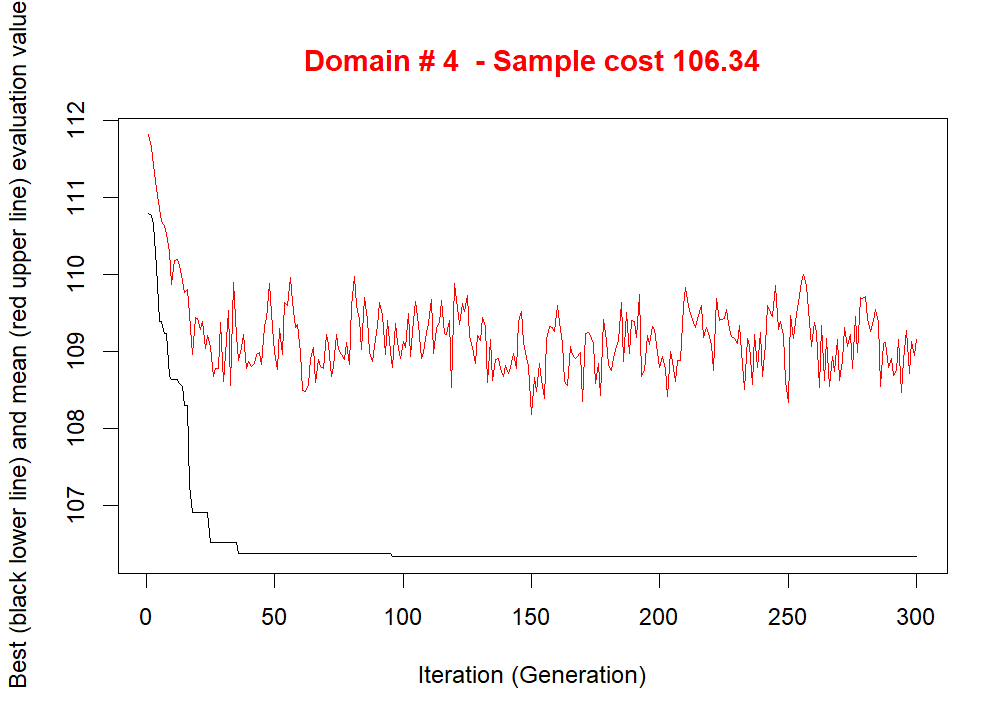 Domain # 4  - Sample cost 106.34
Best (black lower line) and mean (red upper line) evaluation value
112
111
110
109
108
107
0 50 100 150 200 250 300
Iteration (Generation)